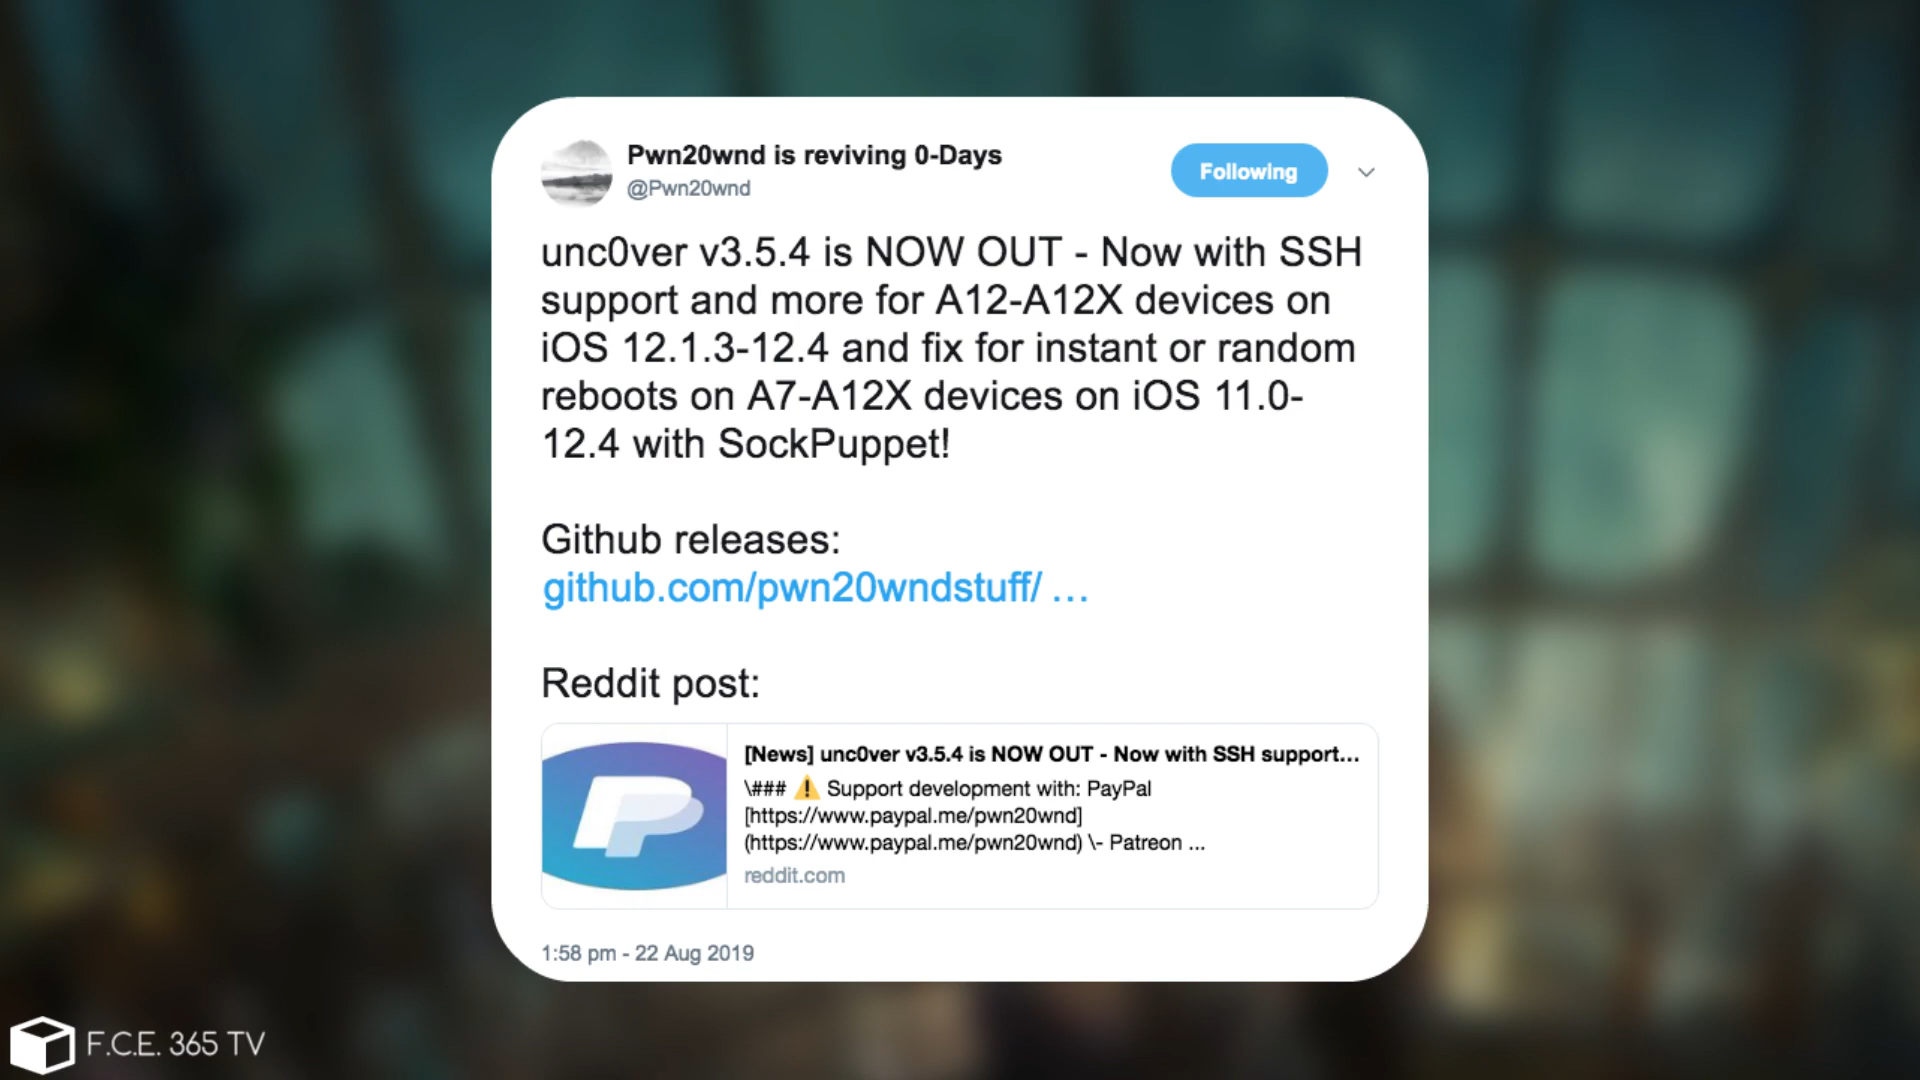 Pwn20wnd is reviving 0-Days
@Pwn20wnd
Following
unc0ver v3.5.4 is NOW OUT - Now with SSH
support and more for A12-A12X devices on
iOS 12.1.3-12.4 and fix for instant or random
reboots on A7-A12X devices on iOS 11.0-
12.4 with SockPuppet!
Github releases:
github.com/pwn20wndstuff/ …
Reddit post:
[News] unc0ver v3.5.4 is NOW OUT - Now with SSH support...
\### ⚠️ Support development with: PayPal
[https://www.paypal.me/pwn20wnd]
(https://www.paypal.me/pwn20wnd) \- Patreon ...
reddit.com
1:58 pm - 22 Aug 2019
F.C.E. 365 TV